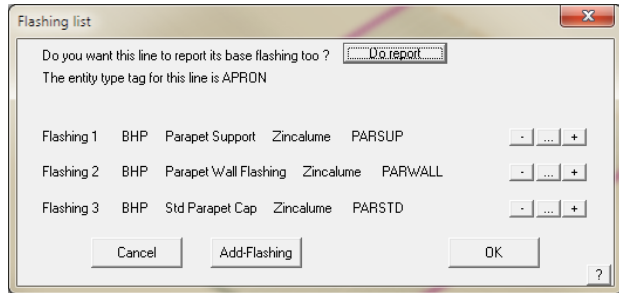 Flashing list
Do you want this line to report its base flashing too ? Do report
The entity type tag for this line is APRON
Flashing 1 BHP Parapet Support Zincalume PARSUP - ... +
Flashing 2 BHP Parapet Wall Flashing Zincalume PARWALL - ... +
Flashing 3 BHP Std Parapet Cap Zincalume PARSTD - ... +
Cancel Add-Flashing OK
?